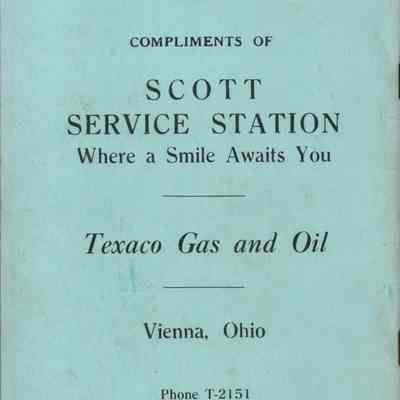 COMPLIMENTS OF
SCOTT
SERVICE STATION
Where a Smile Awaits You
Texaco Gas and Oil
Vienna, Ohio
Phone T-2151